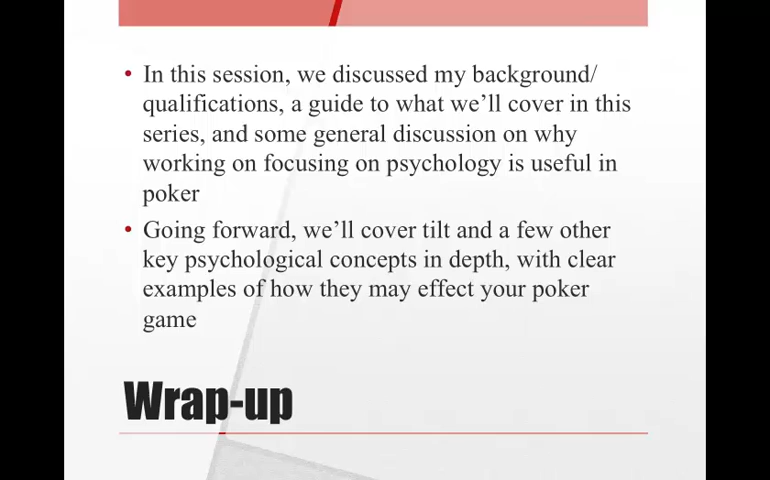 • In this session, we discussed my background/
qualifications, a guide to what we'll cover in this
series, and some general discussion on why
working on focusing on psychology is useful in
poker
• Going forward, we'll cover tilt and a few other
key psychological concepts in depth, with clear
examples of how they may effect your poker
game
Wrap-up